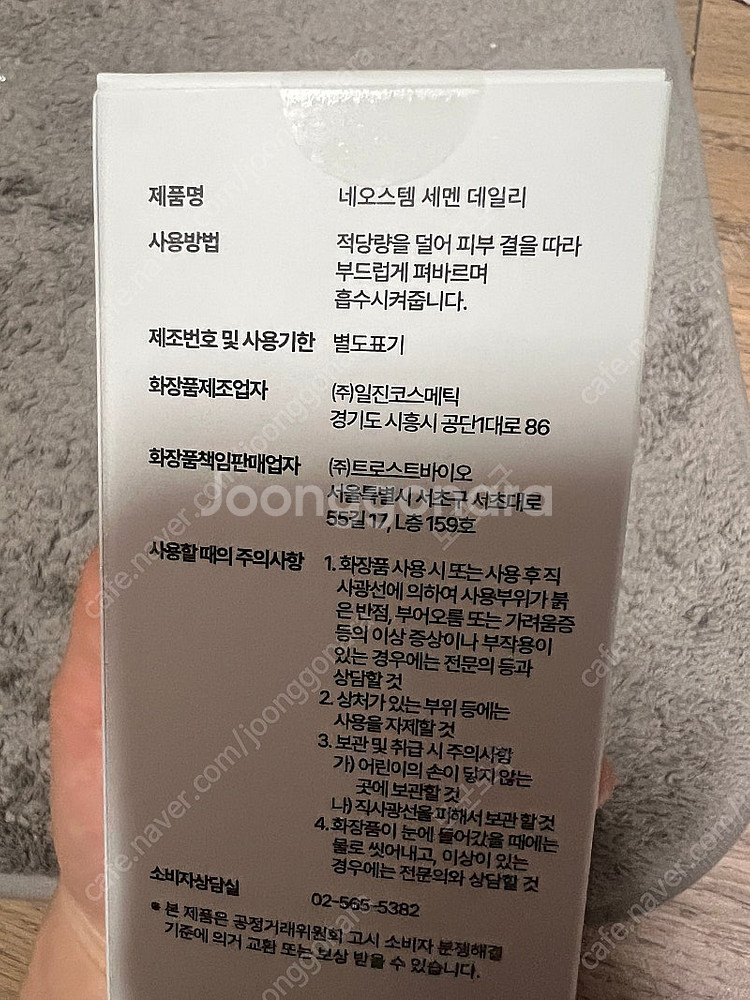 제품명 네오스템 세멘 데일리
사용방법 적당량을 덜어 피부 결을 따라
부드럽게 펴바르며
흡수시켜줍니다.
제조번호 및 사용기한 별도표기
화장품제조업자 (주)일진코스메틱
경기도 시흥시 공단1대로 86
화장품책임판매업자 (주)트로스트바이오
서울특별시 서초구 서초대로
55길 17, L층 159호
Joonggonara
사용할 때의 주의사항 1. 화장품 사용 시 또는 사용 후 직
사광선에 의하여 사용부위가 붉
은 반점, 부어오름 또는 가려움증
등의 이상 증상이나 부작용이
있는 경우에는 전문의 등과
상담할 것
2. 상처가 있는 부위 등에는
사용을 자제할 것
3. 보관 및 취급 시 주의사항
가) 어린이의 손이 닿지 않는
곳에 보관할 것
나) 직사광선을 피해서 보관 할 것
4. 화장품이 눈에 들어갔을 때에는
물로 씻어내고, 이상이 있는
경우에는 전문의와 상담할 것
소비자상담실 02-565-5382
* 본 제품은 공정거래위원회 고시 소비자 분쟁해결
기준에 의거 교환 또는 보상 받을 수 있습니다.
cafe.naver.com/joonggonara